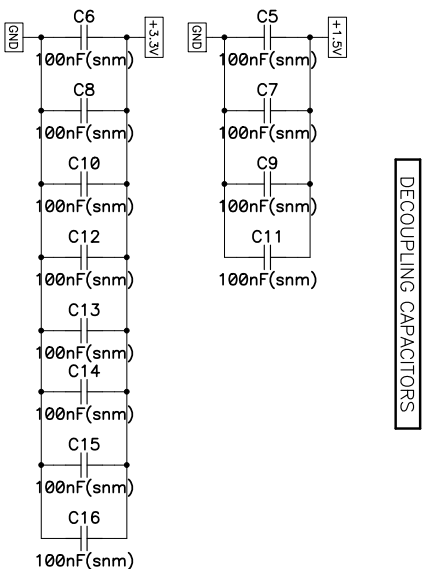 C6
GND
+3.3V
100nF(snm)
C8
100nF(snm)
C10
100nF(snm)
C12
100nF(snm)
C13
100nF(snm)
C14
100nF(snm)
C15
100nF(snm)
C16
100nF(snm)
C5
GND
+1.5V
100nF(snm)
C7
100nF(snm)
C9
100nF(snm)
C11
100nF(snm)
DECOUPLING CAPACITORS